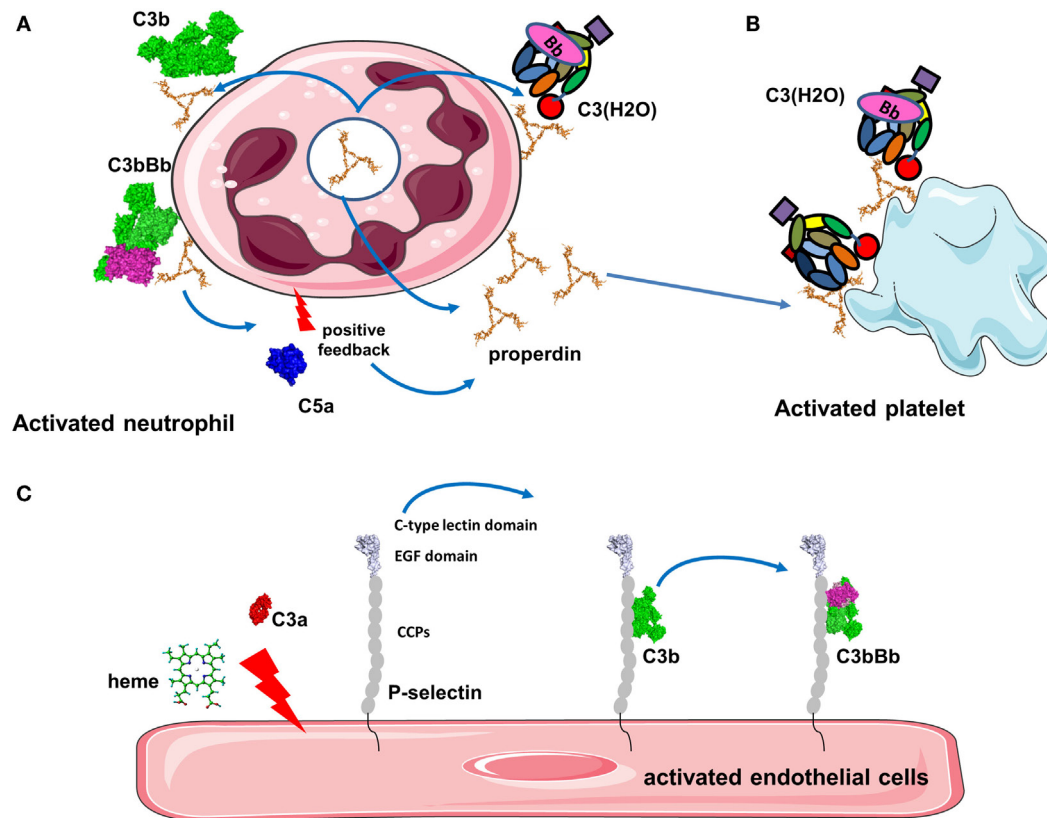 A
C3b
Bb
C3(H2O)
C3bBb
positive
feedback
properdin
C5a
Activated neutrophil
B
C3(H2O)
Bb
Activated platelet
C
C-type lectin domain
EGF domain
C3a
CCPs
heme
P-selectin
C3b
C3bBb
activated endothelial cells